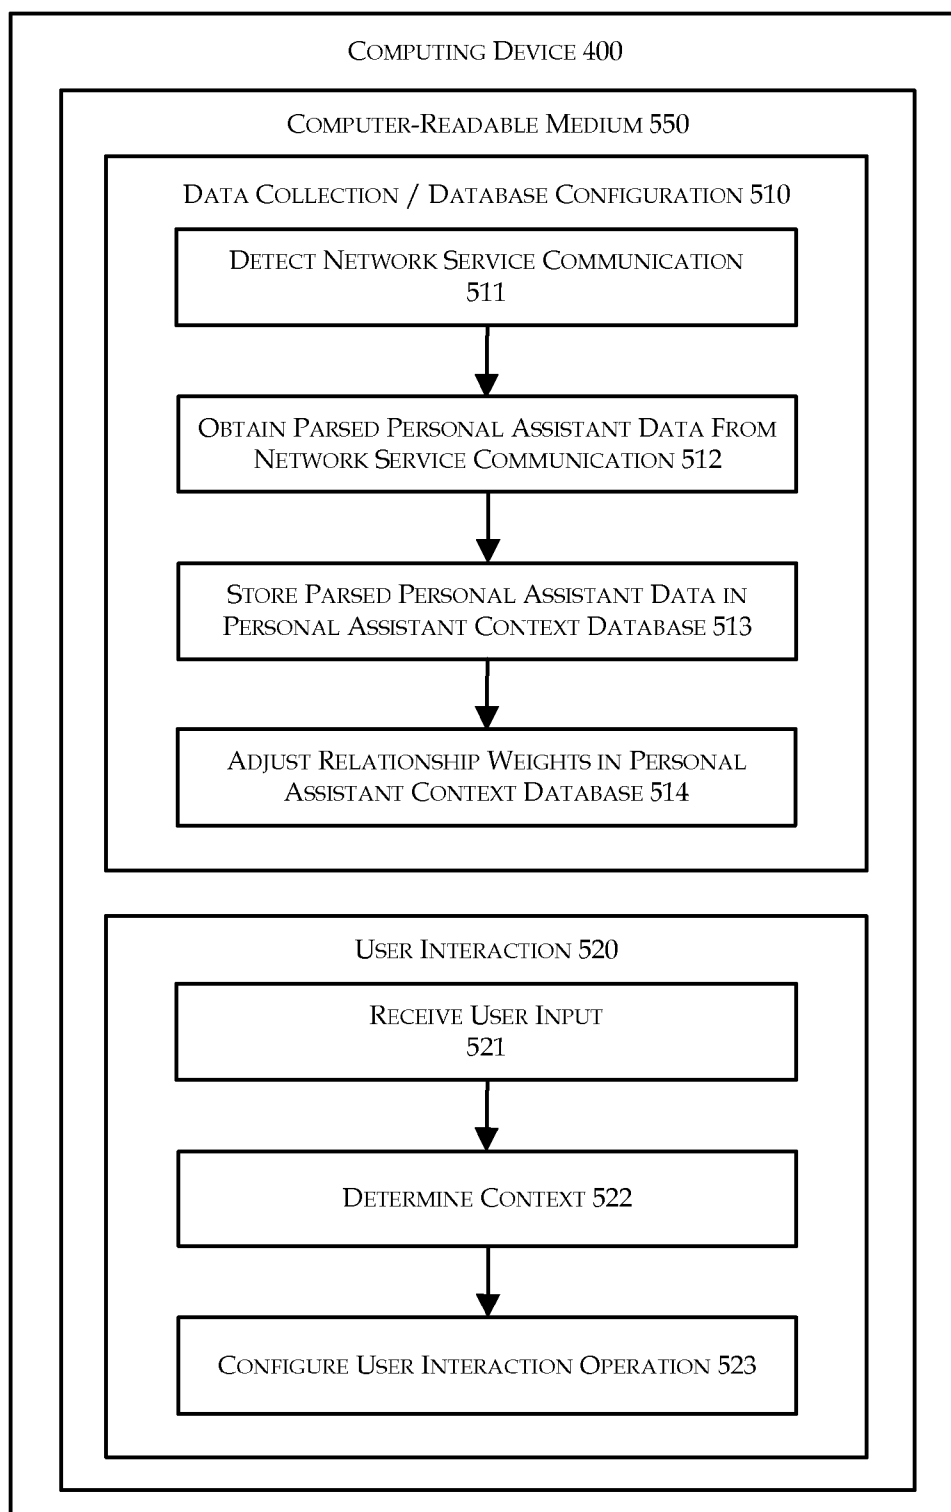 COMPUTING DEVICE 400
COMPUTER-READABLE MEDIUM 550
DATA COLLECTION / DATABASE CONFIGURATION 510
DETECT NETWORK SERVICE COMMUNICATION
511
OBTAIN PARSED PERSONAL ASSISTANT DATA FROM
NETWORK SERVICE COMMUNICATION 512
STORE PARSED PERSONAL ASSISTANT DATA IN
PERSONAL ASSISTANT CONTEXT DATABASE 513
ADJUST RELATIONSHIP WEIGHTS IN PERSONAL
ASSISTANT CONTEXT DATABASE 514
USER INTERACTION 520
RECEIVE USER INPUT
521
DETERMINE CONTEXT 522
CONFIGURE USER INTERACTION OPERATION 523